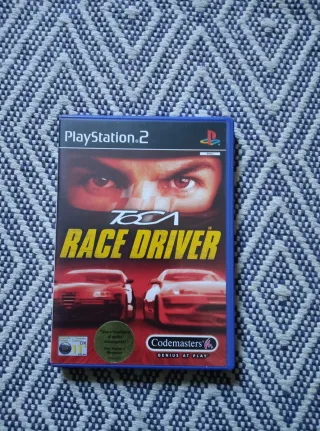 PlayStation®2
TOCA
RACE DRIVER
Codemasters
GENIUS AT PLAY